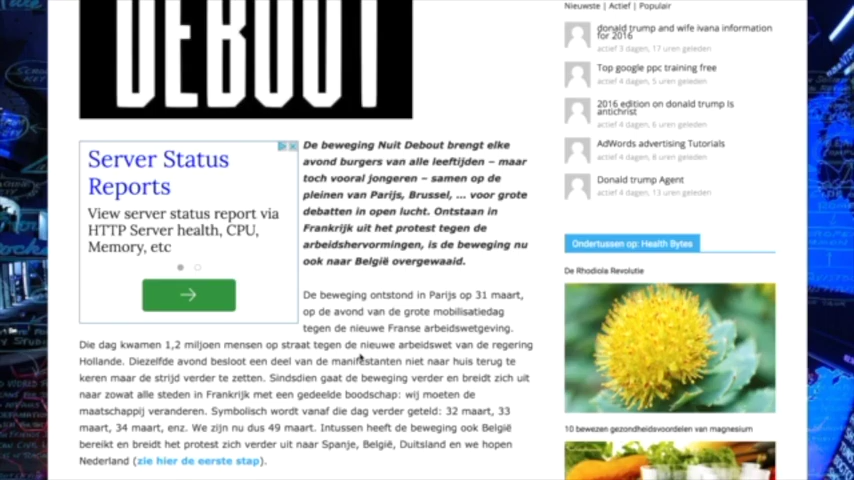 DEBOUT
Nieuwste | Actief | Populair
donald trump and wife ivana information
for 2016
actief 3 dagen, 17 uren geleden
Top google ppc training free
actief 4 dagen, 5 uren geleden
2016 edition on donald trump is
antichrist
actief 4 dagen, 6 uren geleden
AdWords advertising Tutorials
actief 4 dagen, 8 uren geleden
Donald trump Agent
actief 4 dagen, 13 uren geleden
Server Status
Reports
View server status report via
HTTP Server health, CPU,
Memory, etc
De beweging Nuit Debout brengt elke
avond burgers van alle leeftijden – maar
toch vooral jongeren – samen op de
pleinen van Parijs, Brussel, ... voor grote
debatten in open lucht. Ontstaan in
Frankrijk uit het protest tegen de
arbeidshervormingen, is de beweging nu
ook naar België overgewaaid.
De beweging ontstond in Parijs op 31 maart,
op de avond van de grote mobilisatiedag
tegen de nieuwe Franse arbeidswetgeving.
Die dag kwamen 1,2 miljoen mensen op straat tegen de nieuwe arbeidswet van de regering
Hollande. Diezelfde avond besloot een deel van de manifestanten niet naar huis terug te
keren maar de strijd verder te zetten. Sindsdien gaat de beweging verder en breidt zich uit
naar zowat alle steden in Frankrijk met een gedeelde boodschap: wij moeten de
maatschappij veranderen. Symbolisch wordt vanaf die dag verder geteld: 32 maart, 33
maart, 34 maart, enz. We zijn nu dus 49 maart. Intussen heeft de beweging ook België
bereikt en breidt het protest zich verder uit naar Spanje, België, Duitsland en we hopen
Nederland (zie hier de eerste stap).
Ondertussen op: Health Bytes
De Rhodiola Revolutie
10 bewezen gezondheidsvoordelen van magnesium